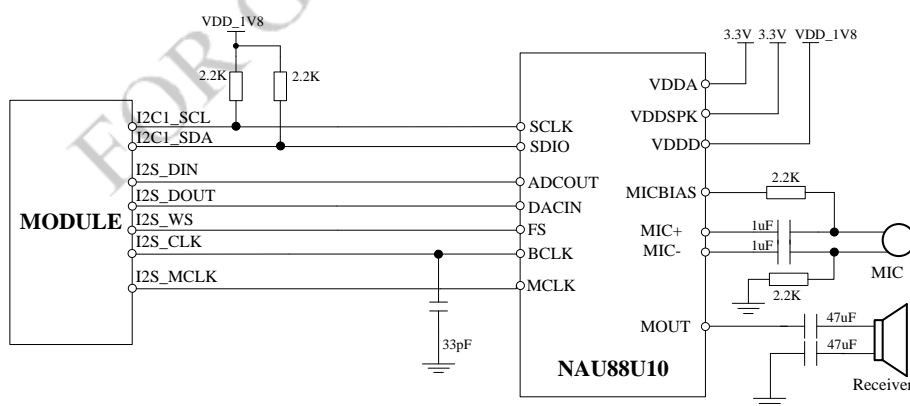 FOR G
VDD_1V8
2.2K
2.2K
MODULE
I2C1_SCL
I2C1_SDA
I2S_DIN
I2S_DOUT
I2S_WS
I2S_CLK
I2S_MCLK
33pF
SCLK
SDIO
ADCOUT
DACIN
FS
BCLK
MCLK
NAU88U10
3.3V 3.3V VDD_1V8
VDDA
VDDSPK
VDDD
MICBIAS
MIC+
MIC-
MOUT
2.2K
1uF
1uF
MIC
2.2K
47uF
47uF
Receiver